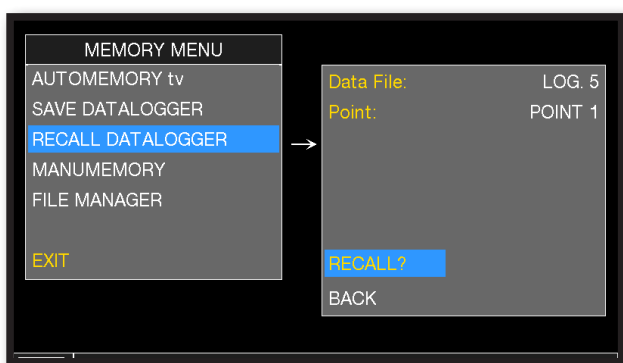 MEMORY MENU
AUTOMEMORY tv
SAVE DATALOGGER
RECALL DATALOGGER
MANUMEMORY
FILE MANAGER
EXIT
Data File: LOG. 5
Point: POINT 1
RECALL?
BACK